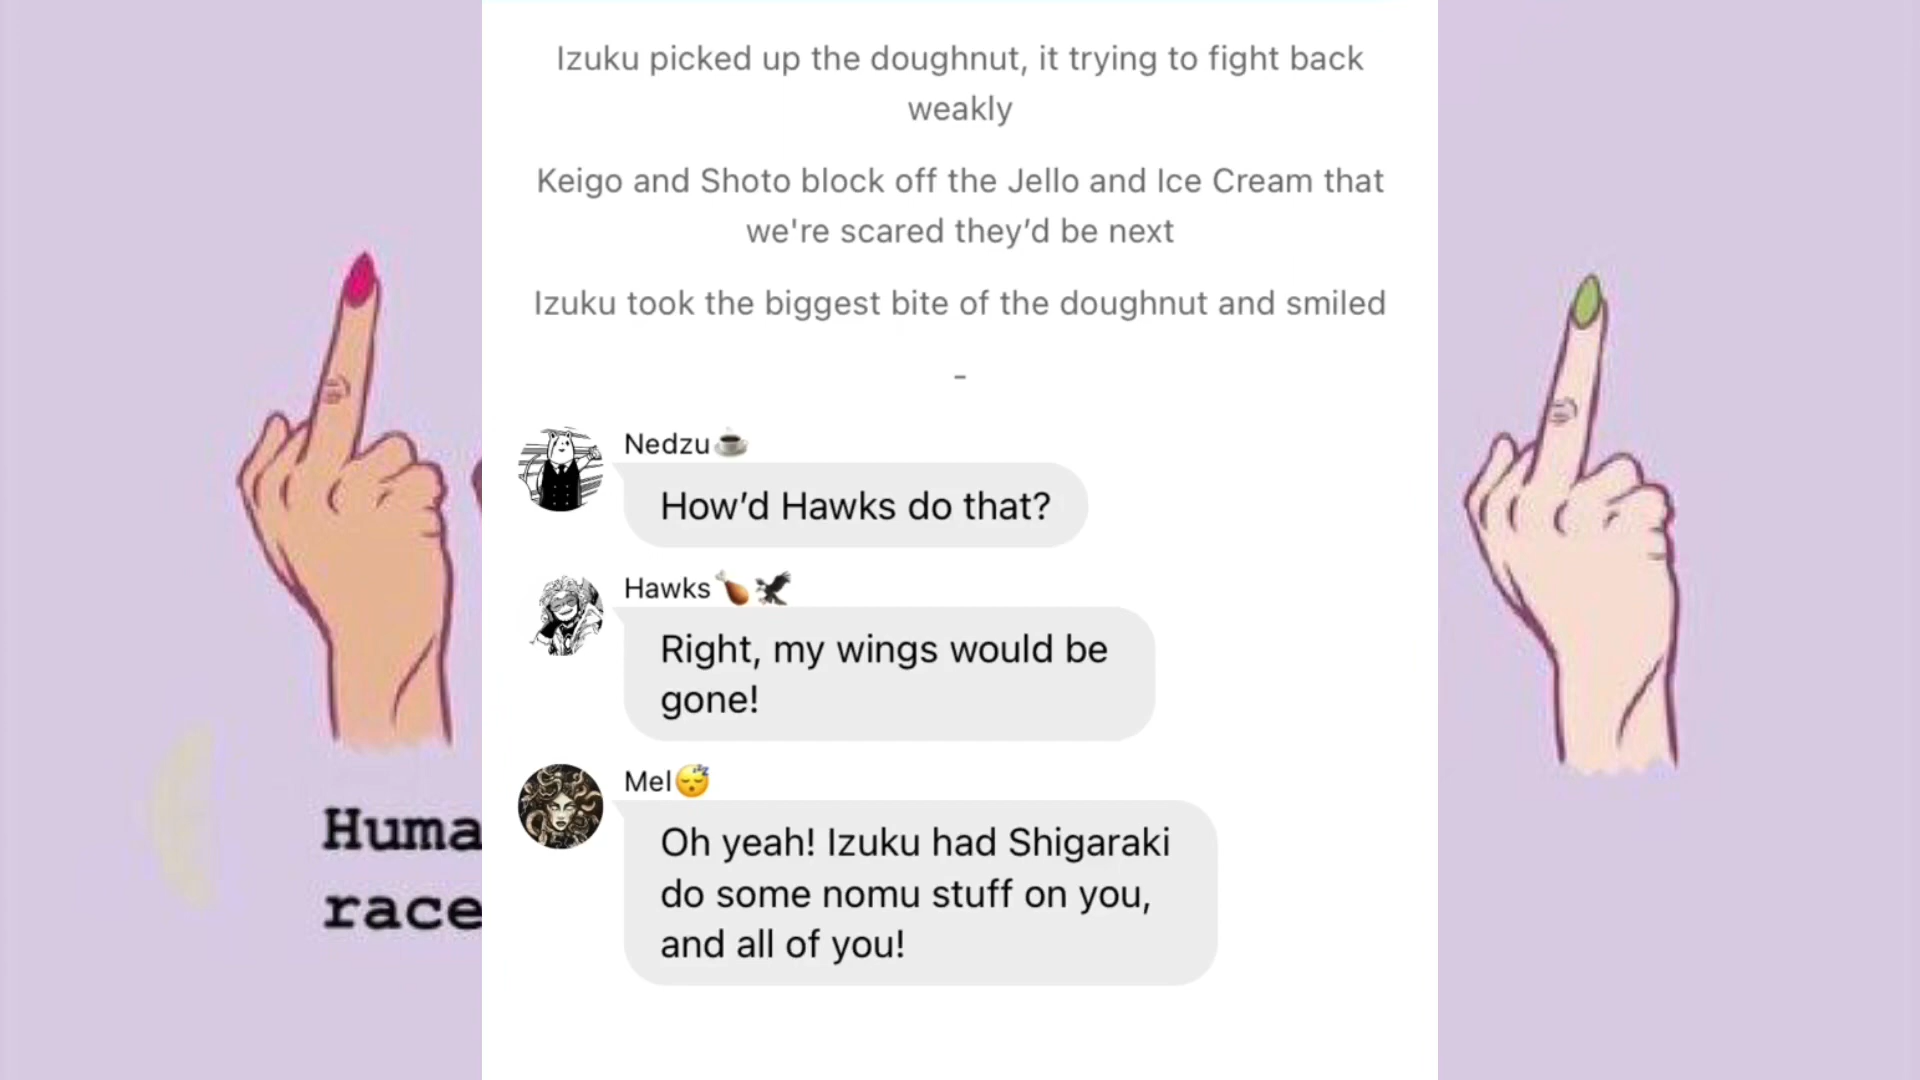 Izuku picked up the doughnut, it trying to fight back
weakly
Keigo and Shoto block off the Jello and Ice Cream that
we're scared they’d be next
Izuku took the biggest bite of the doughnut and smiled
-
Nedzu☕
How’d Hawks do that?
Hawks🍗🦅
Right, my wings would be
gone!
Mel😴
Oh yeah! Izuku had Shigaraki
do some nomu stuff on you,
and all of you!
Huma
race